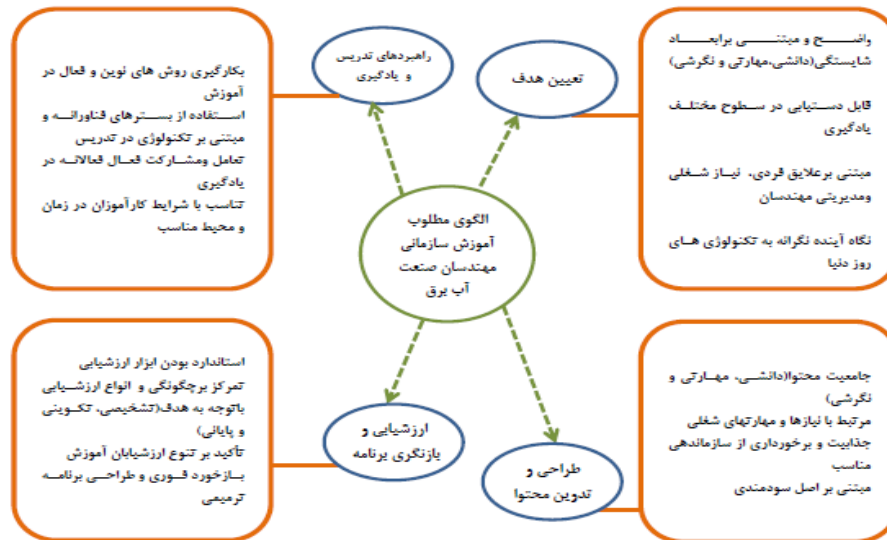 واضح و مبتنی برابعاد
شایستگی(دانشی،مهارتی و نگرشی)
قابل دستیابی در سطوح مختلف
یادگیری
مبتنی برعلایق فردی، نیاز شغلی
ومدیریتی مهندسان
نگاه آینده نگرانه به تکنولوژی های
روز دنیا
تعیین هدف
راهبردهای تدریس
و یادگیری
بکارگیری روش های نوین و فعال در
آموزش
استفاده از بسترهای فناورانه و
مبتنی بر تکنولوژی در تدریس
تعامل ومشارکت فعال فعالانه در
یادگیری
تناسب با شرایط کارآموزان در زمان
و محیط مناسب
الگوی مطلوب
آموزش سازمانی
مهندسان صنعت
آب برق
جامعیت محتوا(دانشی، مهارتی و
نگرشی)
مرتبط با نیازها و مهارتهای شغلی
جذابیت و برخورداری از سازماندهی
مناسب
مبتنی بر اصل سودمندی
طراحی و
تدوین محتوا
ارزشیابی و
بازنگری برنامه
استاندارد بودن ابزار ارزشیابی
تمرکز برچگونگی و انواع ارزشیابی
باتوجه به هدف(تشخیصی، تکوینی
و پایانی)
تأکید بر تنوع ارزشیابان آموزش
بازخورد فوری و طراحی برنامه
ترمیمی